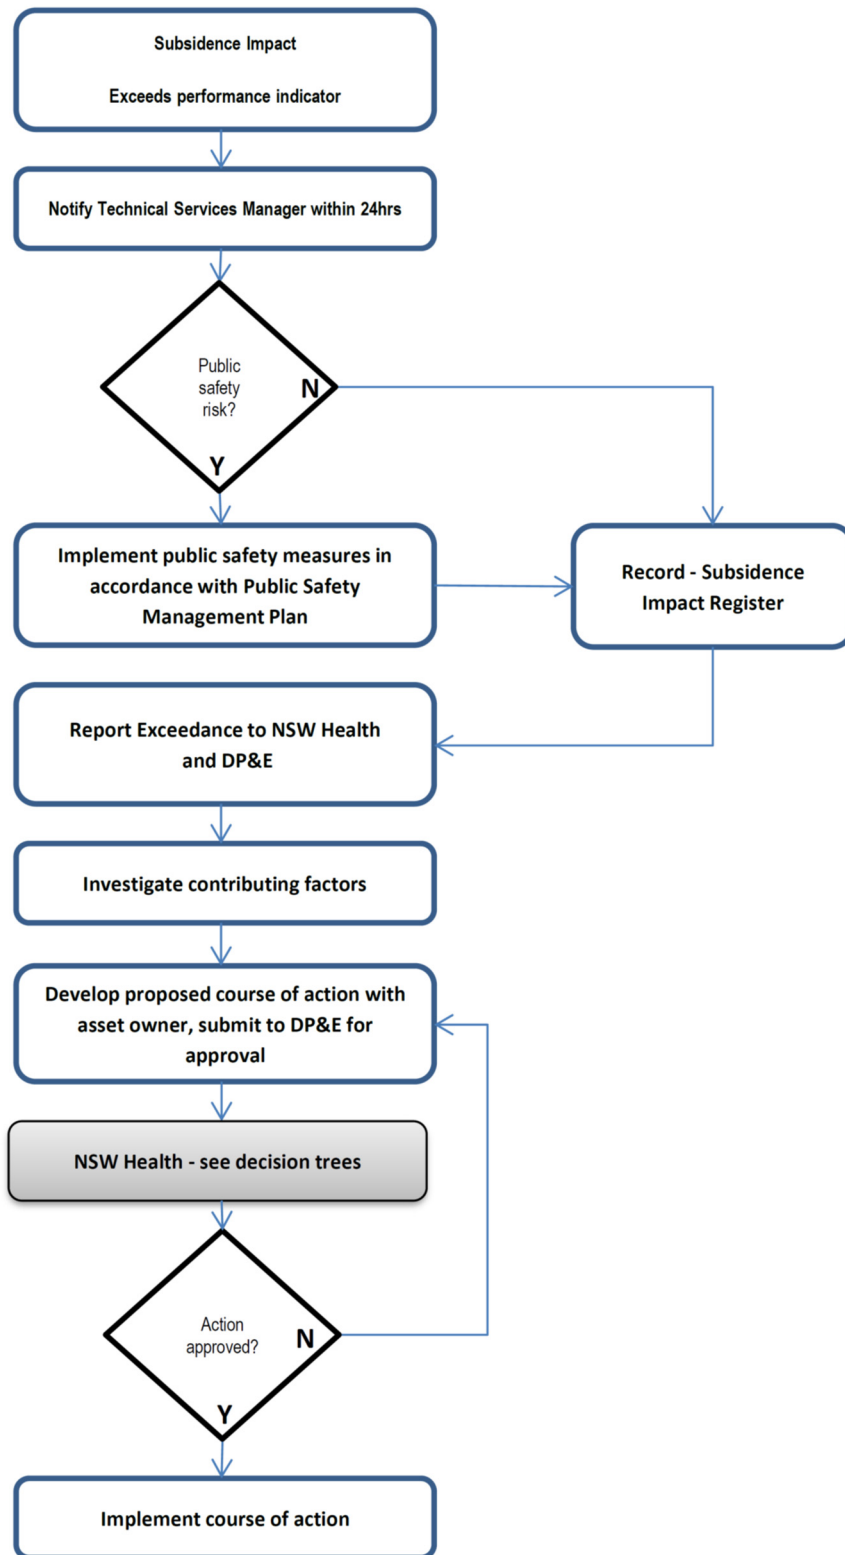 Subsidence Impact
Exceeds performance indicator
Notify Technical Services Manager within 24hrs
Public
safety
risk?
N
Y
Implement public safety measures in
accordance with Public Safety
Management Plan
Record - Subsidence
Impact Register
Report Exceedance to NSW Health
and DP&E
Investigate contributing factors
Develop proposed course of action with
asset owner, submit to DP&E for
approval
NSW Health - see decision trees
Action
approved?
N
Y
Implement course of action